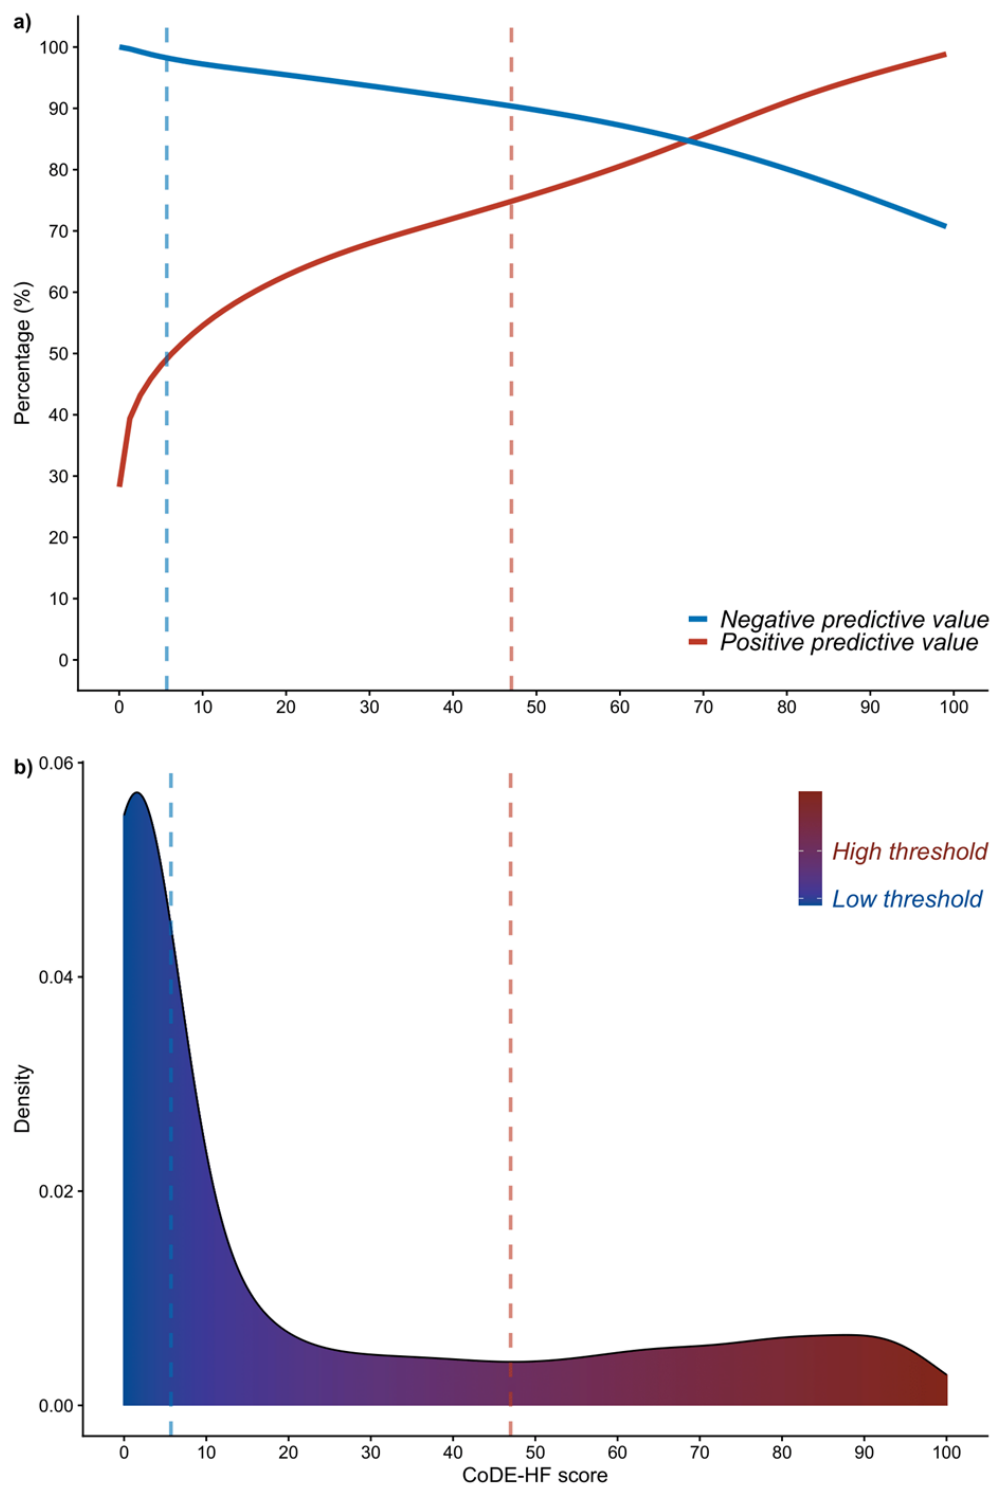 a)
100
90
80
70
60
50
40
30
20
10
0
Percentage (%)
Negative predictive value
Positive predictive value
0 10 20 30 40 50 60 70 80 90 100
b)
0.06
0.04
0.02
0.00
Density
High threshold
Low threshold
0 10 20 30 40 50 60 70 80 90 100
CoDE-HF score